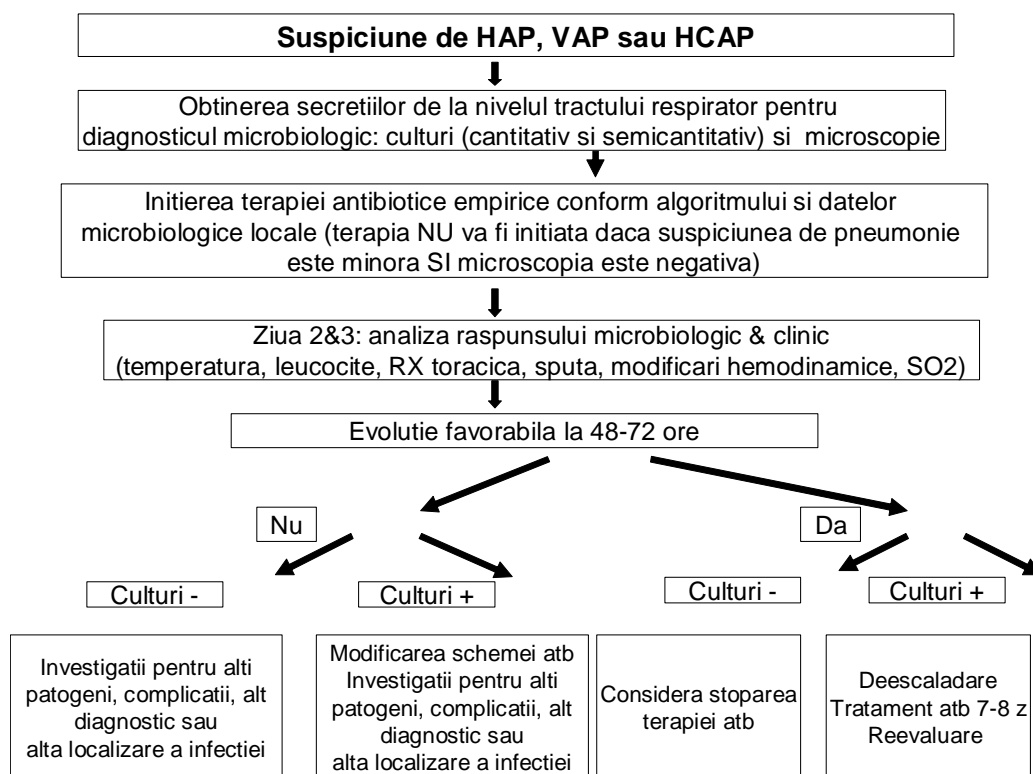 Suspiciune de HAP, VAP sau HCAP
Obtinerea secretiilor de la nivelul tractului respirator pentru
diagnosticul microbiologic: culturi (cantitativ si semicantitativ) si microscopie
Initierea terapiei antibiotice empirice conform algoritmului si datelor
microbiologice locale (terapia NU va fi initiata daca suspiciunea de pneumonie
este minora SI microscopia este negativa)
Ziua 2&3: analiza raspunsului microbiologic & clinic
(temperatura, leucocite, RX toracica, sputa, modificari hemodinamice, SO2)
Evolutie favorabila la 48-72 ore
Nu
Da
Culturi -
Culturi +
Culturi -
Culturi +
Investigatii pentru alti
patogeni, complicatii, alt
diagnostic sau
alta localizare a infectiei
Modificarea schemei atb
Investigatii pentru alti
patogeni, complicatii, alt
diagnostic sau
alta localizare a infectiei
Considera stoparea
terapiei atb
Deescaladare
Tratament atb 7-8 z
Reevaluare